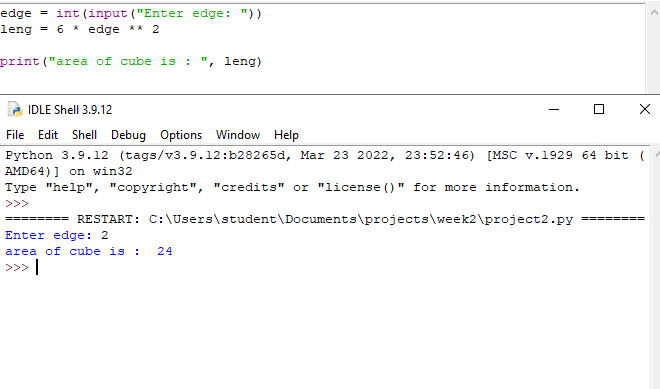 edge = int(input("Enter edge: "))
leng = 6 * edge ** 2
print("area of cube is : ", leng)
IDLE Shell 3.9.12
File Edit Shell Debug Options Window Help
Python 3.9.12 (tags/v3.9.12:b28265d, Mar 23 2022, 23:52:46) [MSC v.1929 64 bit (
AMD64)] on win32
Type "help", "copyright", "credits" or "license()" for more information.
>>>
======== RESTART: C:\Users\student\Documents\projects\week2\project2.py ========
Enter edge: 2
area of cube is :  24
>>>